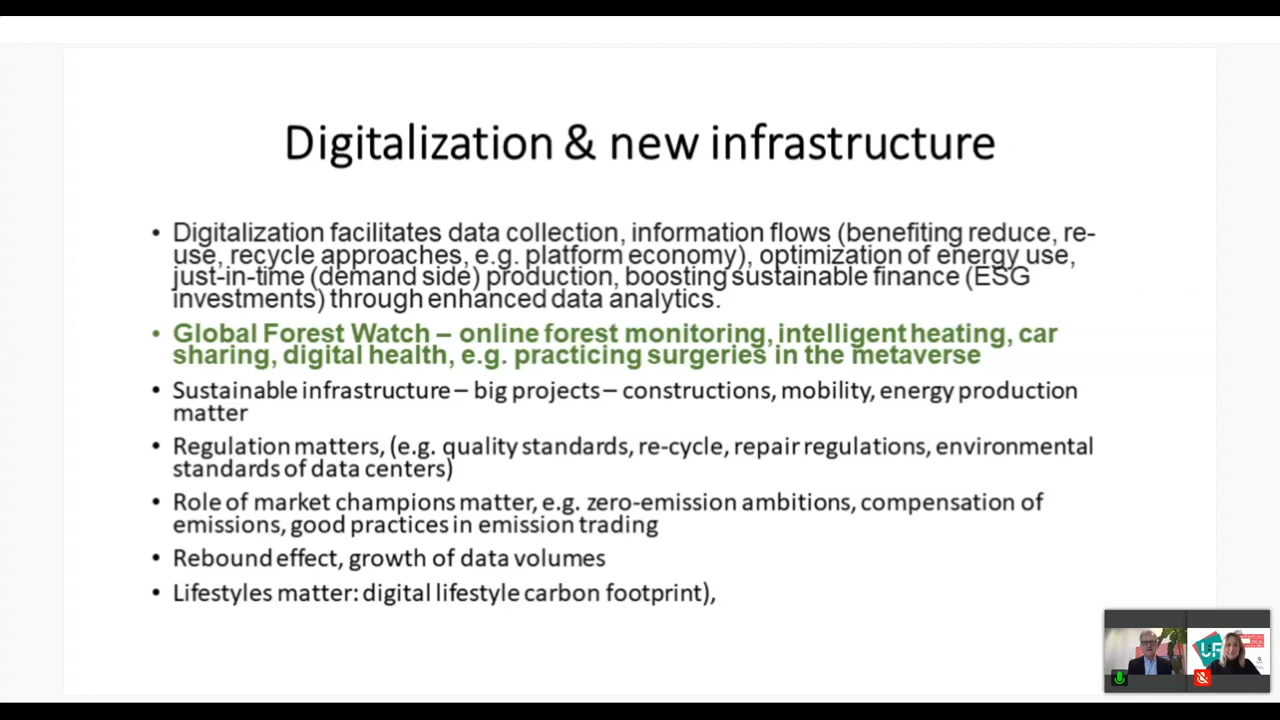 Digitalization & new infrastructure
• Digitalization facilitates data collection, information flows (benefiting reduce, re-
use, recycle approaches, e.g. platform economy), optimization of energy use,
just-in-time (demand side) production, boosting sustainable finance (ESG
investments) through enhanced data analytics.
• Global Forest Watch – online forest monitoring, intelligent heating, car
sharing, digital health, e.g. practicing surgeries in the metaverse
• Sustainable infrastructure – big projects – constructions, mobility, energy production
matter
• Regulation matters, (e.g. quality standards, re-cycle, repair regulations, environmental
standards of data centers)
• Role of market champions matter, e.g. zero-emission ambitions, compensation of
emissions, good practices in emission trading
• Rebound effect, growth of data volumes
• Lifestyles matter: digital lifestyle carbon footprint),